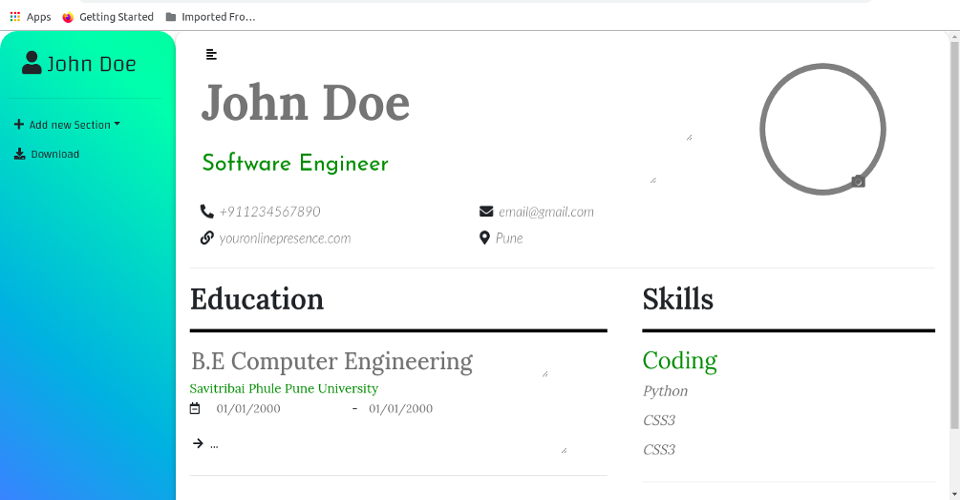 Apps Getting Started Imported Fro...
John Doe
Add new Section
Download
John Doe
Software Engineer
+911234567890 email@gmail.com
youronlinepresence.com Pune
Education
B.E Computer Engineering
Savitribai Phule Pune University
01/01/2000 - 01/01/2000
...
Skills
Coding
Python
CSS3
CSS3